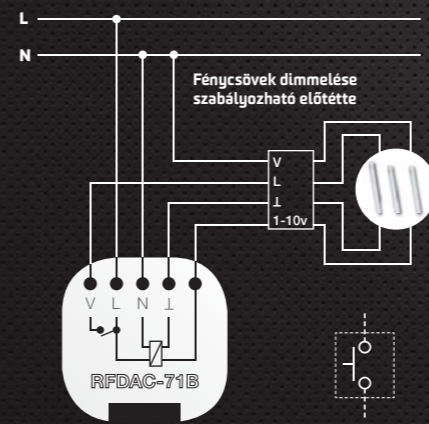 L
N
Fénycsövek dimmelése
szabályozható előtétte
V
L
⊥
1-10v
V L N ⊥
RFDAC-71B